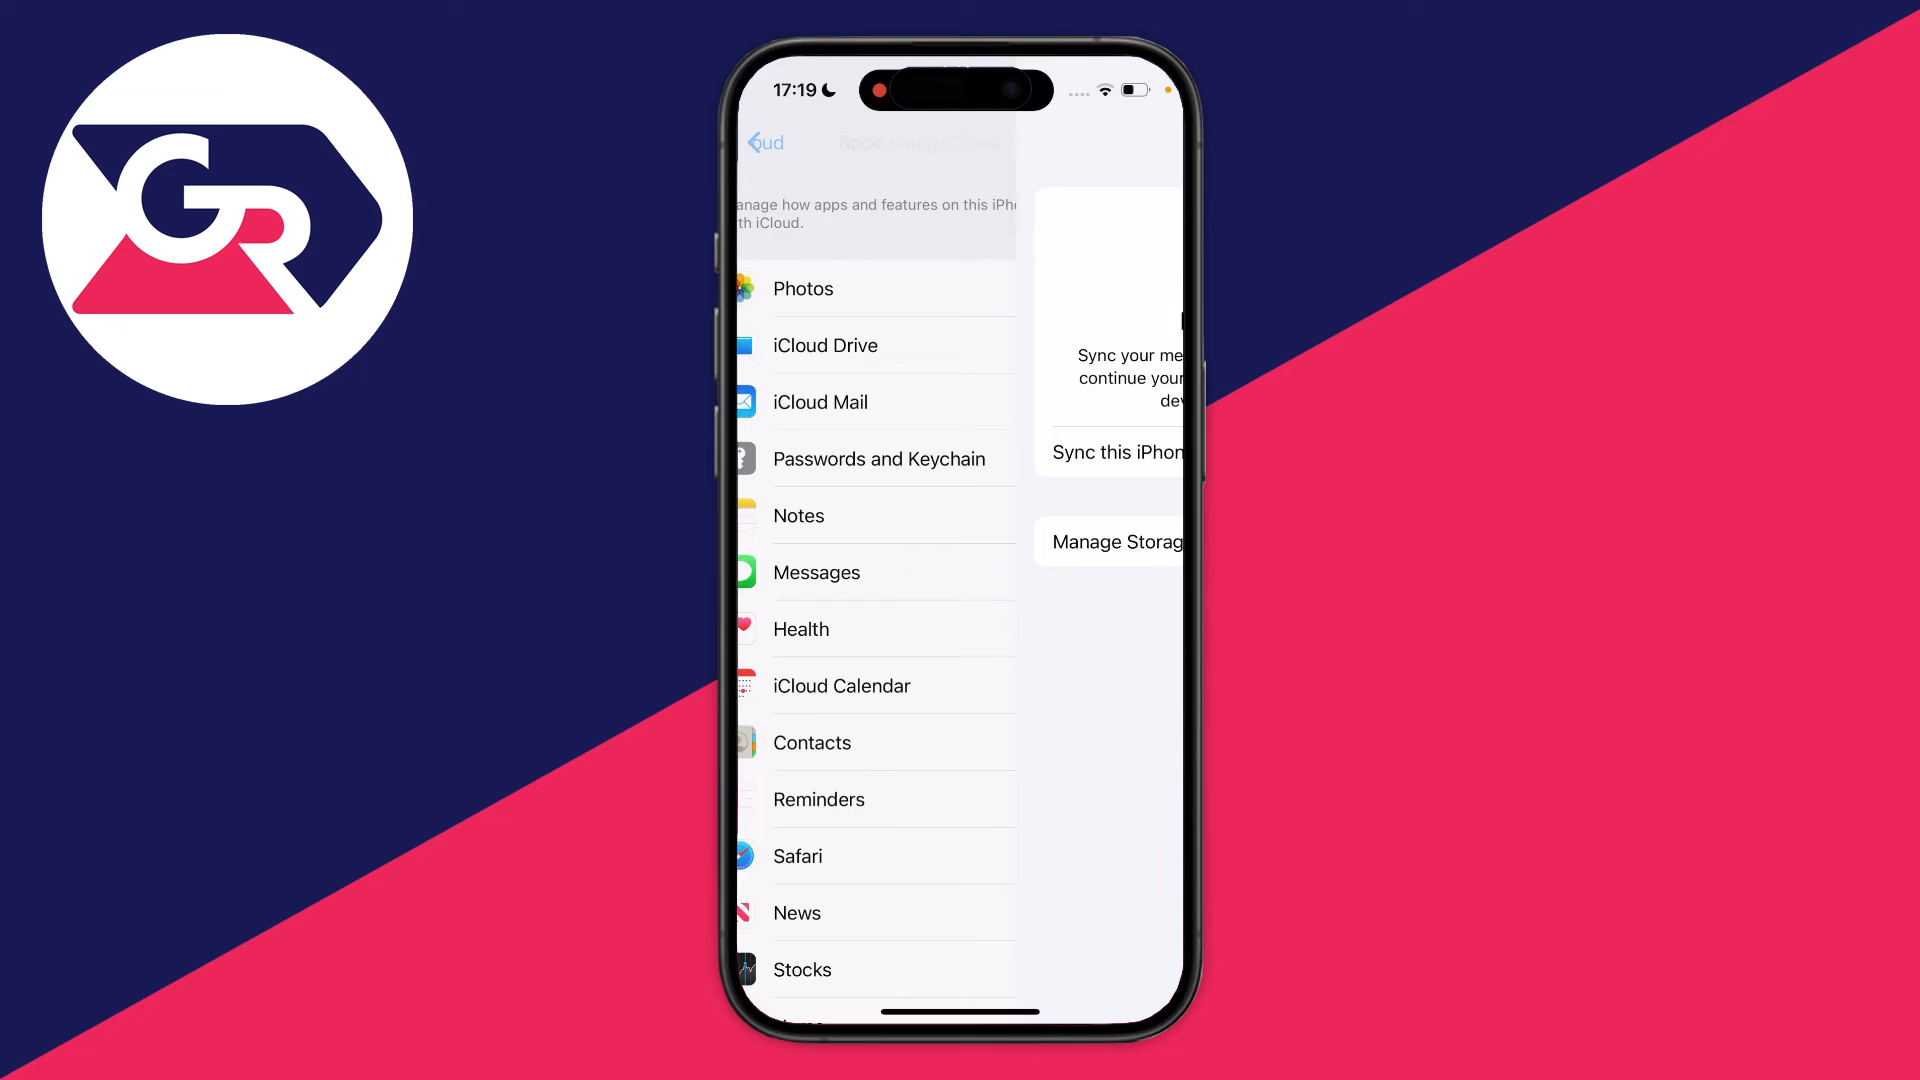 GR
17:19
oud
anage how apps and features on this iPh
th iCloud.
Photos
iCloud Drive
iCloud Mail
Passwords and Keychain
Notes
Messages
Health
iCloud Calendar
Contacts
Reminders
Safari
News
Stocks
Sync your me
continue your
dev
Sync this iPhon
Manage Storag